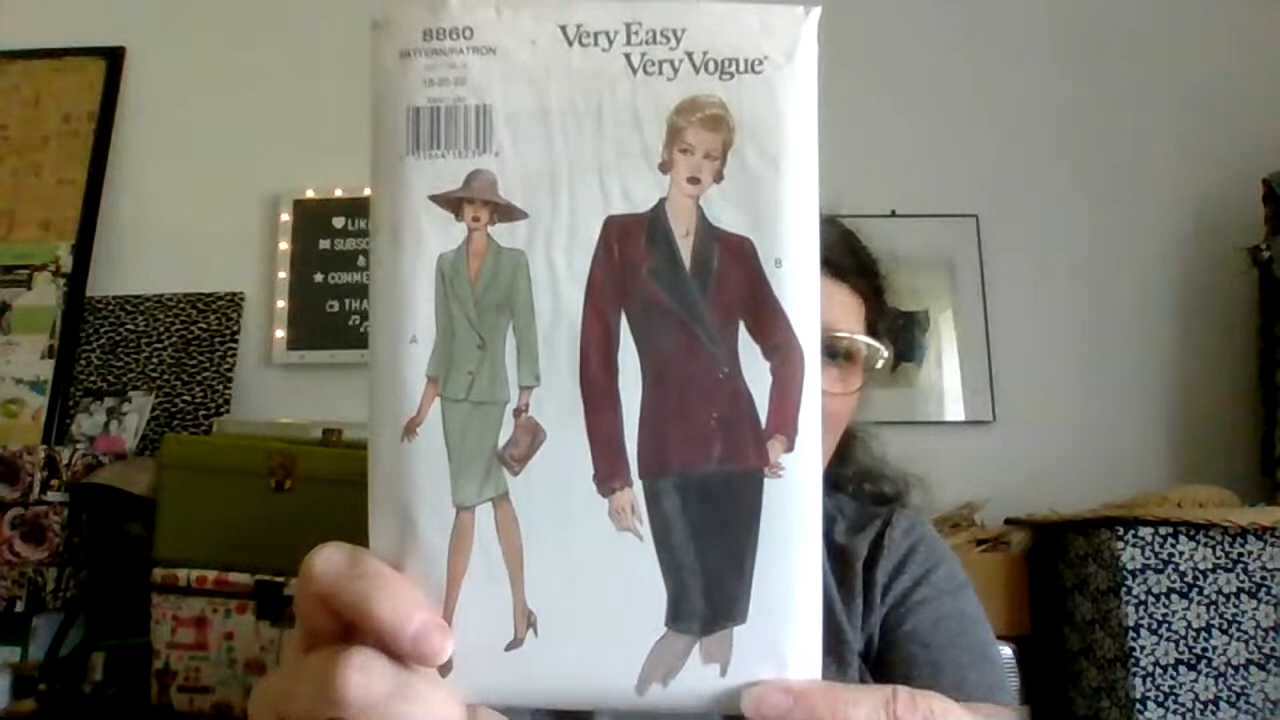 8860
PATTERN/PATRON
18-20-22
Very Easy
Very Vogue®
A
B
LIK
SUBSC
&
COMME
THA